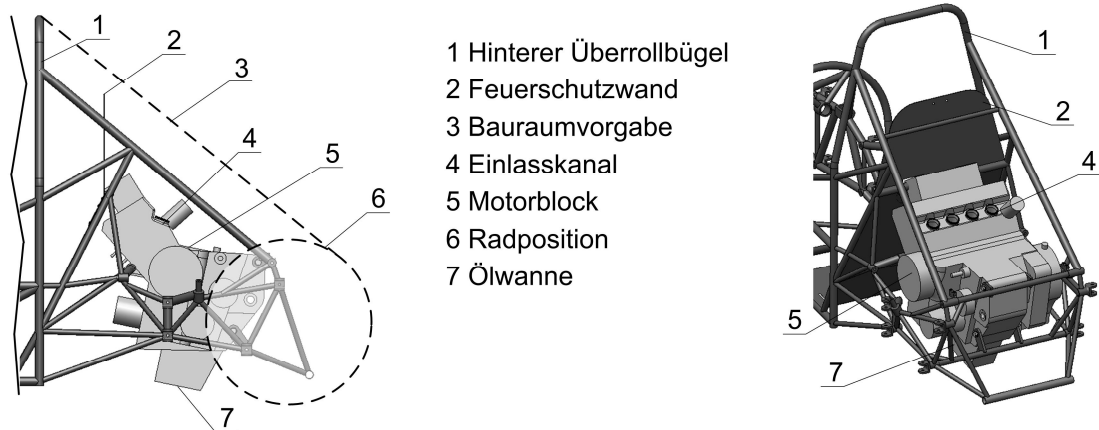 1
2
3
4
5
6
7
1 Hinterer Überrollbügel
2 Feuerschutzwand
3 Bauraumvorgabe
4 Einlasskanal
5 Motorblock
6 Radposition
7 Ölwanne
1
2
4
5
7